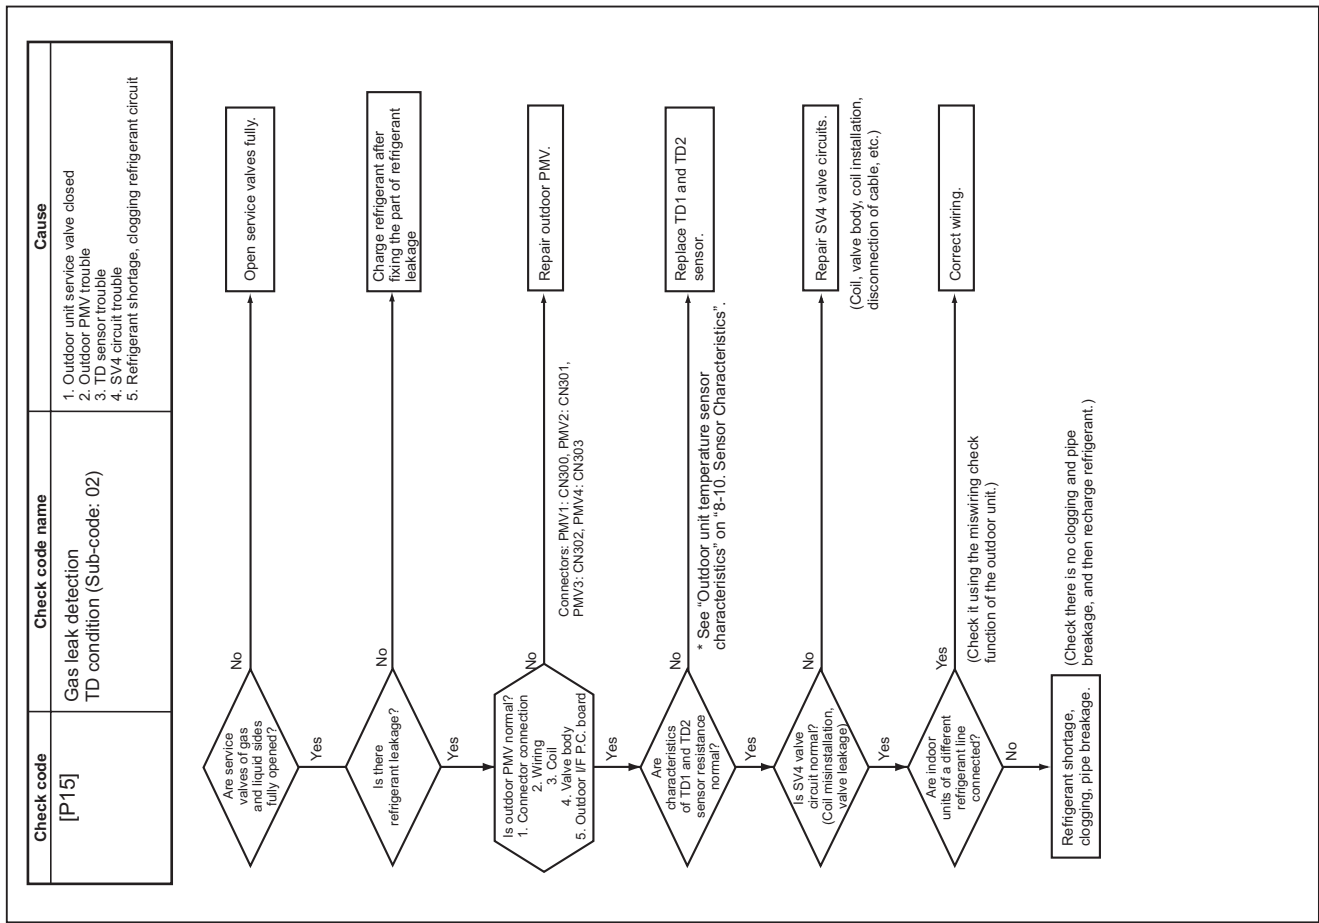 Check code
Check code name
Cause
[P15]
Gas leak detection
TD condition (Sub-code: 02)
1. Outdoor unit service valve closed
2. Outdoor PMV trouble
3. TD sensor trouble
4. SV4 circuit trouble
5. Refrigerant shortage, clogging refrigerant circuit
Are service
valves of gas
and liquid sides
fully opened?
No
Open service valves fully.
Yes
Is there
refrigerant leakage?
No
Charge refrigerant after
fixing the part of refrigerant
leakage
Yes
Is outdoor PMV normal?
1. Connector connection
2. Wiring
3. Coil
4. Valve body
5. Outdoor I/F P.C. board
No
Repair outdoor PMV.
Connectors: PMV1: CN300, PMV2: CN301,
PMV3: CN302, PMV4: CN303
Yes
Are
characteristics
of TD1 and TD2
sensor resistance
normal?
No
Replace TD1 and TD2
sensor.
* See “Outdoor unit temperature sensor
characteristics” on “8-10. Sensor Characteristics”.
Yes
Is SV4 valve
circuit normal?
(Coil misinstallation,
valve leakage)
No
Repair SV4 valve circuits.
(Coil, valve body, coil installation,
disconnection of cable, etc.)
Yes
Are indoor
units of a different
refrigerant line
connected?
Yes
Correct wiring.
(Check it using the miswiring check
function of the outdoor unit.)
No
Refrigerant shortage,
clogging, pipe breakage.
(Check there is no clogging and pipe
breakage, and then recharge refrigerant.)